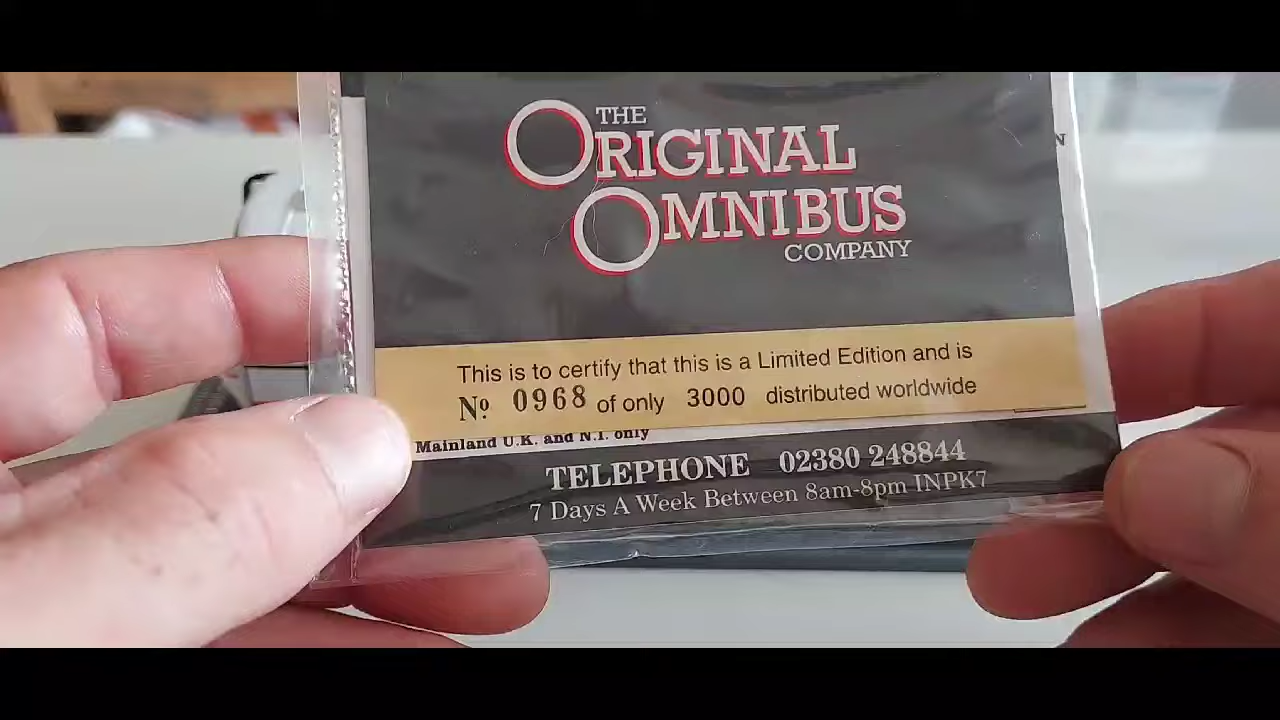 THE
ORIGINAL
OMNIBUS
COMPANY
N
This is to certify that this is a Limited Edition and is
No 0968 of only 3000 distributed worldwide
Mainland U.K. and N.I. only
TELEPHONE 02380 248844
7 Days A Week Between 8am-8pm INPK7